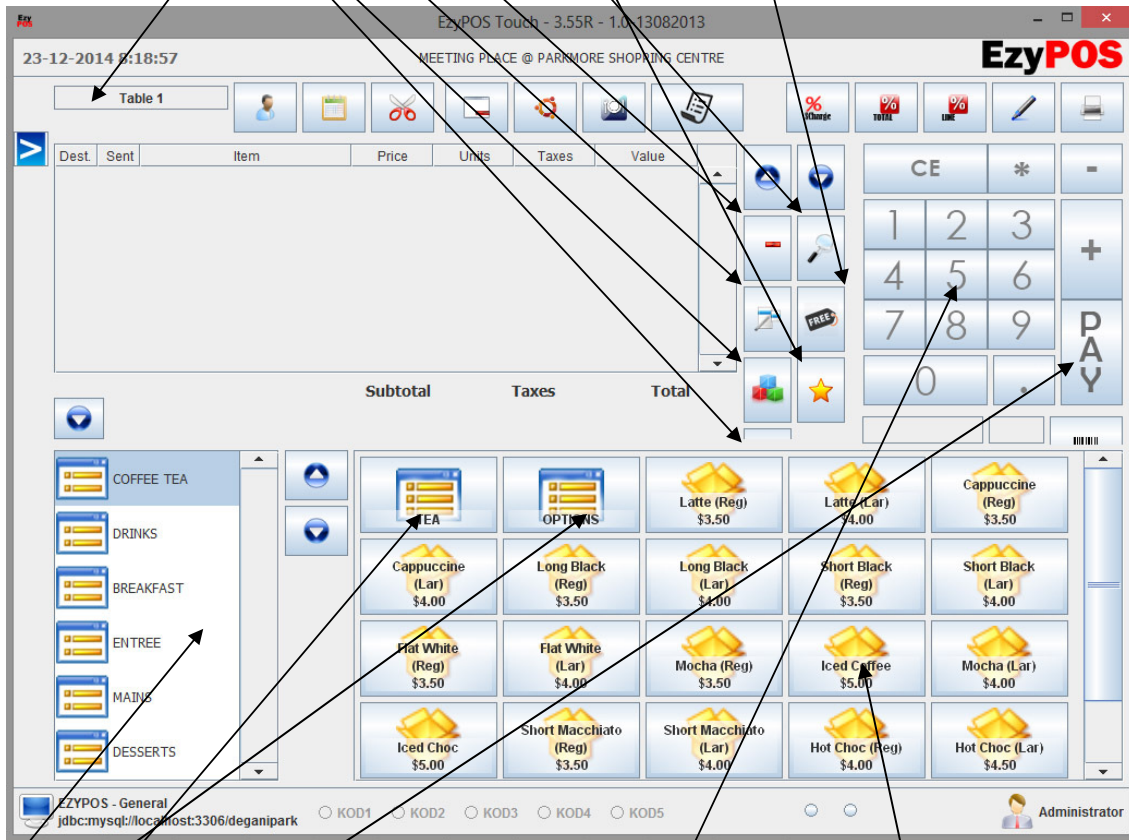 EzyPOS Touch - 3.55R - 1.0-13082013
23-12-2014 8:18:57
MEETING PLACE @ PARKMORE SHOPPING CENTRE
EzyPOS
Table 1
% SCharge
% TOTAL
% LINE
Dest. Sent Item Price Units Taxes Value
CE * -
1 2 3 +
4 5 6
FREE
7 8 9
PAY
0 .
Subtotal Taxes Total
COFFEE TEA
DRINKS
BREAKFAST
ENTREE
MAINS
DESSERTS
TEA
OPTIONS
Latte (Reg)
$3.50
Latte (Lar)
$4.00
Cappuccine
(Reg)
$3.50
Cappuccine
(Lar)
$4.00
Long Black
(Reg)
$3.50
Long Black
(Lar)
$4.00
Short Black
(Reg)
$3.50
Short Black
(Lar)
$4.00
Flat White
(Reg)
$3.50
Flat White
(Lar)
$4.00
Mocha (Reg)
$3.50
Iced Coffee
$5.00
Mocha (Lar)
$4.00
Iced Choc
$5.00
Short Macchiato
(Reg)
$3.50
Short Macchiato
(Lar)
$4.00
Hot Choc (Reg)
$4.00
Hot Choc (Lar)
$4.50
EZYPOS - General
jdbc:mysql://localhost:3306/deganipark
KOD1 KOD2 KOD3 KOD4 KOD5
Administrator